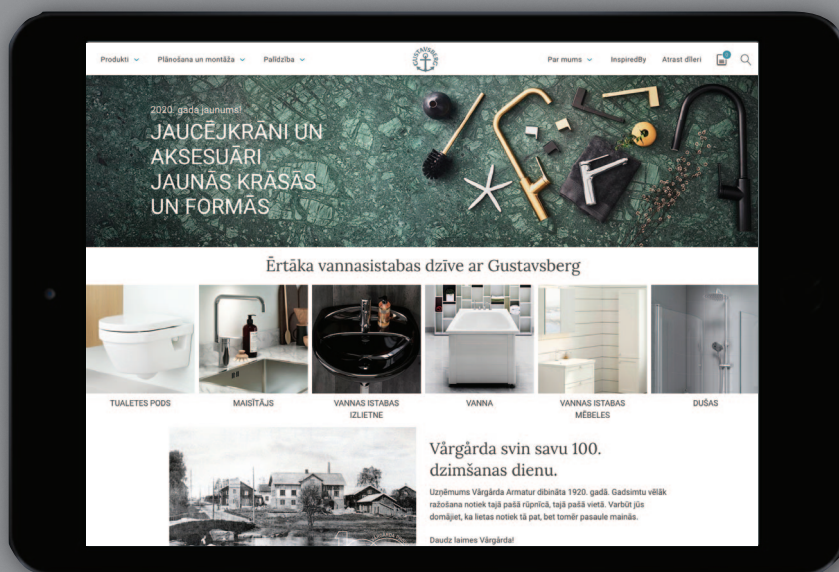 Produkti Plānošana un montāža Palīdzība GUSTAVSBERG Par mums InspiredBy Atrast dīleri 0
2020. gada jaunums!
JAUCĒJKRĀNI UN
AKSESUĀRI
JAUNĀS KRĀSĀS
UN FORMĀS
Ērtāka vannasistabas dzīve ar Gustavsberg
TUALETES PODS
MAISĪTĀJS
VANNAS ISTABAS
IZLIETNE
VANNA
VANNAS ISTABAS
MĒBELES
DUŠAS
Vårgårda svin savu 100.
dzimšanas dienu.
Uzņēmums Vårgårda Armatur dibināta 1920. gadā. Gadsimtu vēlāk
ražošana notiek tajā pašā rūpnīcā, tajā pašā vietā. Varbūt jūs
domājiet, ka lietas notiek tā pat, bet tomēr pasaule mainās.
Daudz laimes Vårgårda!